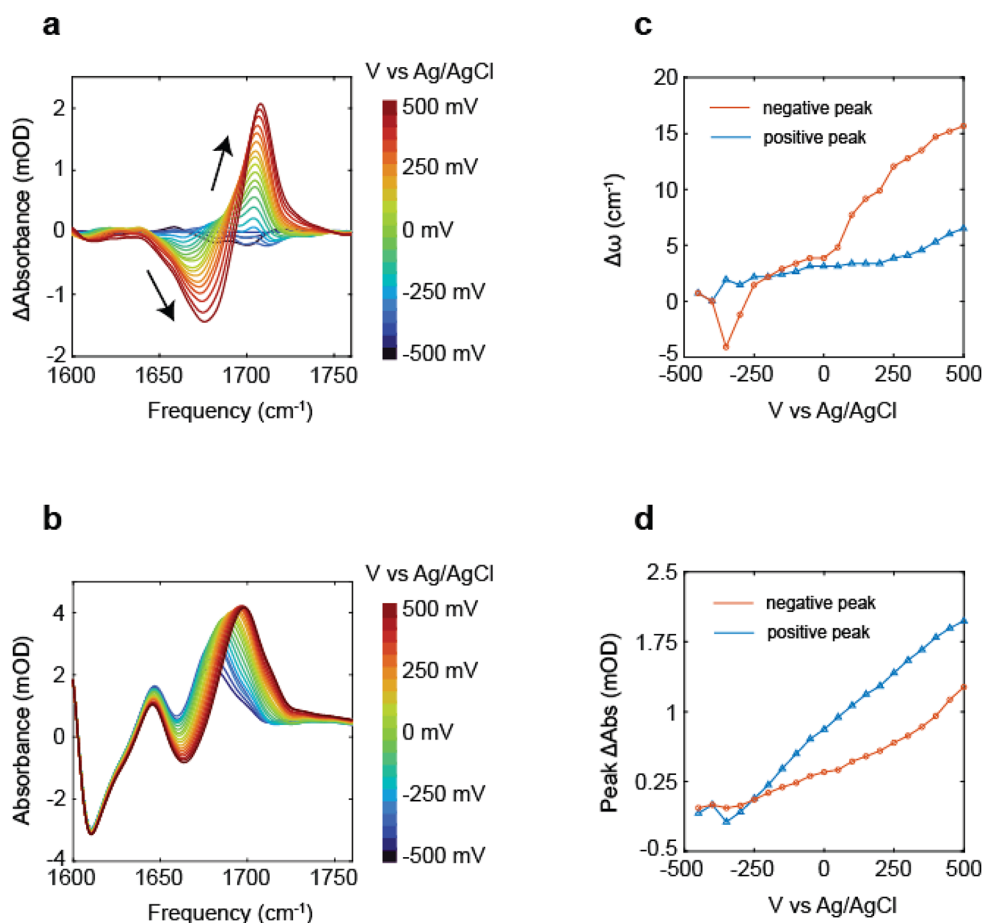 a
V vs Ag/AgCl
500 mV
250 mV
0 mV
-250 mV
-500 mV
ΔAbsorbance (mOD)
2
1
0
-1
-2
1600 1650 1700 1750
Frequency (cm⁻¹)
c
negative peak
positive peak
Δω (cm⁻¹)
20
15
10
5
0
-5
-500 -250 0 250 500
V vs Ag/AgCl
b
V vs Ag/AgCl
500 mV
250 mV
0 mV
-250 mV
-500 mV
Absorbance (mOD)
4
2
0
-2
-4
1600 1650 1700 1750
Frequency (cm⁻¹)
d
negative peak
positive peak
Peak ΔAbs (mOD)
2.5
1.75
1
0.25
-0.5
-500 -250 0 250 500
V vs Ag/AgCl